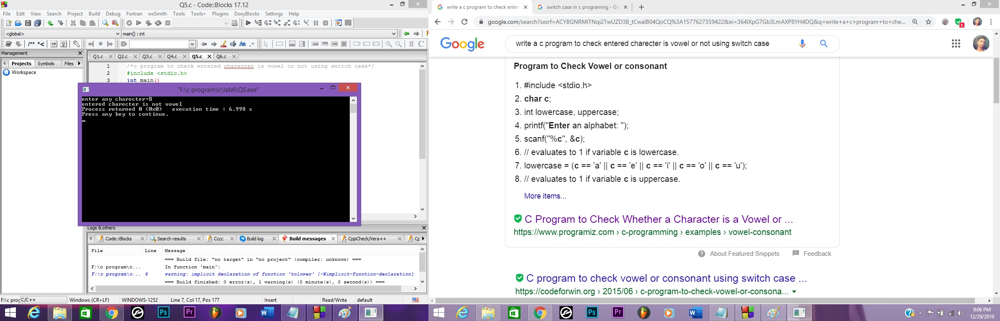 Q5.c - Code::Blocks 17.12
File Edit View Search Project Build Debug Fortran wxSmith Tools Tools+ Plugins DoxyBlocks Settings Help
<global>
main() : int
/** *<
Management
Projects Symbols Files
Workspace
Q1.c Q2.c Q3.c Q4.c Q5.c Q6.c
1 /*c program to check entered charecter is vowel or not using switch case*/
2 #include <stdio.h>
3 int main()
"F:\c program\c\lab6\Q5.exe"
enter any charecter=B
entered charecter is not vowel
Process returned 0 (0x0) execution time : 6.998 s
Press any key to continue.
Logs & others
Code::Blocks Search results Cccc Build log Build messages CppCheck/Vera++ Cp
File Line Message
=== Build file: "no target" in "no project" (compiler: unknown) ===
F:\c program\c... In function 'main':
F:\c program\c... 8 warning: implicit declaration of function 'tolower' [-Wimplicit-function-declaration]
=== Build finished: 0 error(s), 1 warning(s) (0 minute(s), 0 second(s)) ===
F:\c prog C/C++ Windows (CR+LF) WINDOWS-1252 Line 7, Col 17, Pos 177 Insert Read/Write default
write a c program to check enter
switch case in c programing - Go
google.com/search?sxsrf=ACYBGNRMITNqi2TwUZD3B_tCwaIB04QoCQ%3A1577627359422&ei=364IXpG7Gb3LmAXP8YH4DQ&q=write+a+c+program+to+che...
Google
write a c program to check entered charecter is vowel or not using switch case
Program to Check Vowel or consonant
1. #include <stdio.h>
2. char c;
3. int lowercase, uppercase;
4. printf("Enter an alphabet: ");
5. scanf("%c", &c);
6. // evaluates to 1 if variable c is lowercase.
7. lowercase = (c == 'a' || c == 'e' || c == 'i' || c == 'o' || c == 'u');
8. // evaluates to 1 if variable c is uppercase.
More items...
C Program to Check Whether a Character is a Vowel or ...
https://www.programiz.com › c-programming › examples › vowel-consonant
About Featured Snippets Feedback
C program to check vowel or consonant using switch case ...
https://codeforwin.org › 2015/06 › c-program-to-check-vowel-or-consona...
Ps Pr
Ps Pr
9:06 PM
12/29/2019